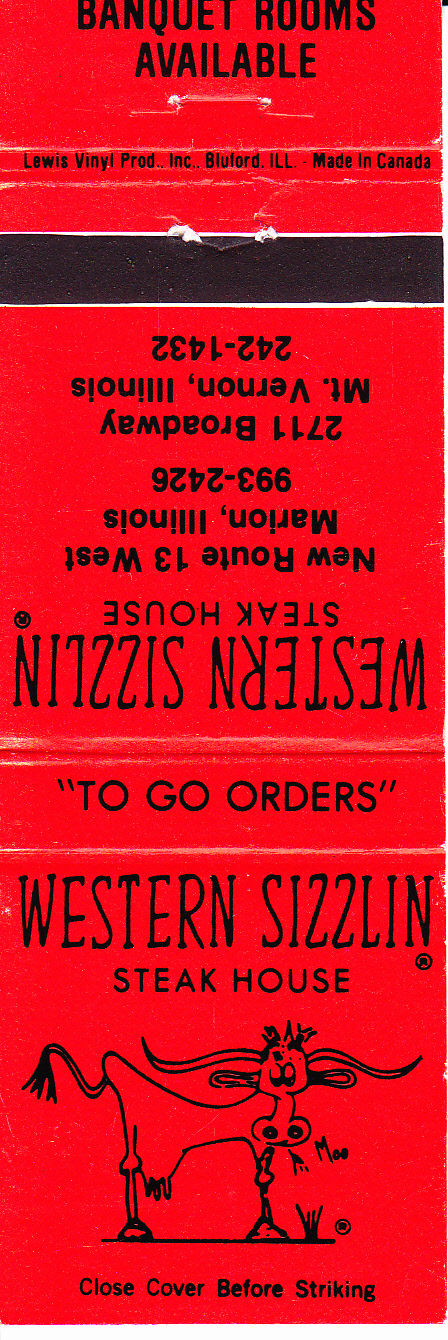 BANQUET ROOMS
AVAILABLE
Lewis Vinyl Prod.. Inc.. Bluford. ILL. - Made In Canada
WESTERN SIZZLIN®
STEAK HOUSE
New Route 13 West
Marion, Illinois
993-2426
2711 Broadway
Mt. Vernon, Illinois
242-1432
"TO GO ORDERS"
WESTERN SIZZLIN®
STEAK HOUSE
Moo
®
Close Cover Before Striking